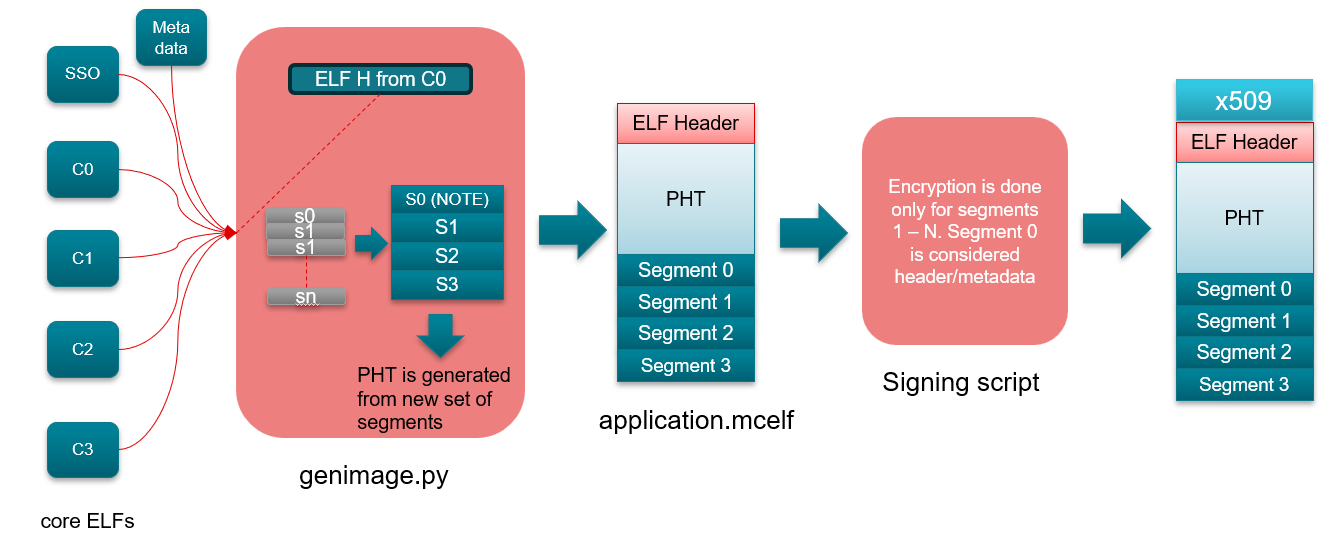 Meta
data
SSO
C0
C1
C2
C3
core ELFs
ELF H from C0
s0
s1
s1
sn
S0 (NOTE)
S1
S2
S3
PHT is generated
from new set of
segments
genimage.py
ELF Header
PHT
Segment 0
Segment 1
Segment 2
Segment 3
application.mcelf
Encryption is done
only for segments
1 – N. Segment 0
is considered
header/metadata
Signing script
x509
ELF Header
PHT
Segment 0
Segment 1
Segment 2
Segment 3